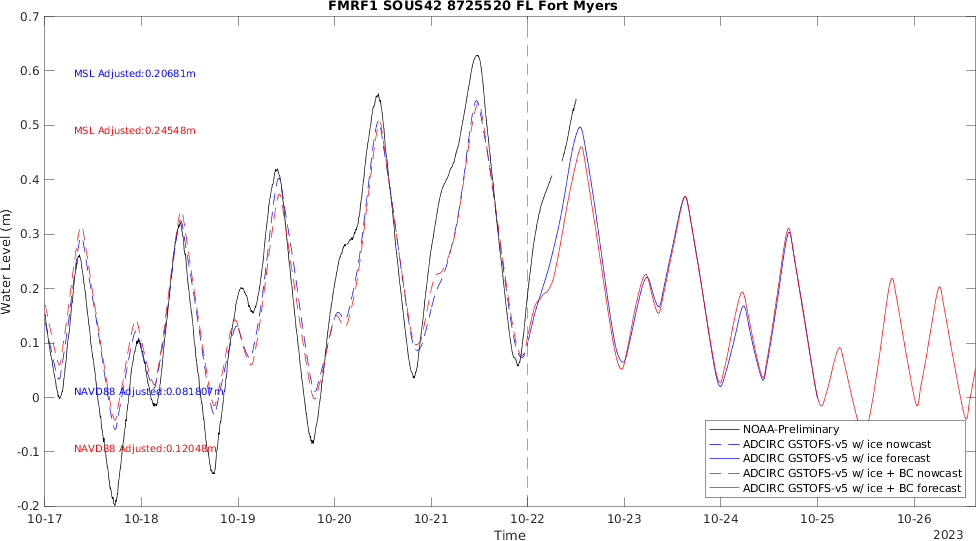 FMRF1 SOUS42 8725520 FL Fort Myers
0.7
0.6
0.5
0.4
0.3
0.2
0.1
0
-0.1
-0.2
Water Level (m)
MSL Adjusted:0.20681m
MSL Adjusted:0.24548m
NAVD88 Adjusted:0.081807m
NAVD88 Adjusted:0.12048m
NOAA-Preliminary
ADCIRC GSTOFS-v5 w/ ice nowcast
ADCIRC GSTOFS-v5 w/ ice forecast
ADCIRC GSTOFS-v5 w/ ice + BC nowcast
ADCIRC GSTOFS-v5 w/ ice + BC forecast
10-17 10-18 10-19 10-20 10-21 10-22 10-23 10-24 10-25 10-26
Time
2023